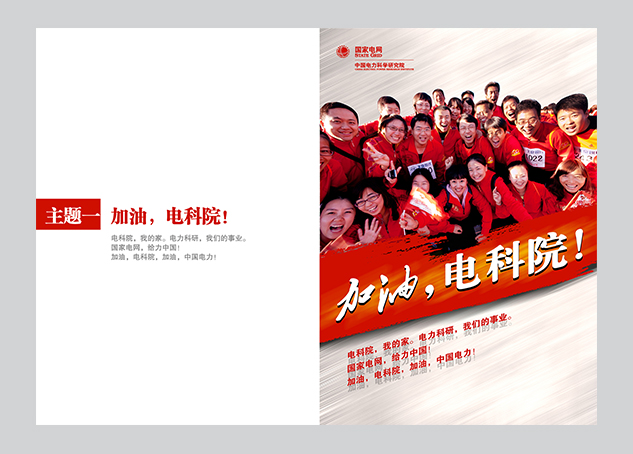 主题一 加油，电科院!
电科院，我的家。电力科研，我们的事业。
国家电网，给力中国!
加油，电科院，加油，中国电力!
国家电网
STATE GRID
中国电力科学研究院
CHINA ELECTRIC POWER RESEARCH INSTITUTE
022
加油，电科院!
电科院，我的家。电力科研，我们的事业。
国家电网，给力中国!
加油，电科院，加油，中国电力!